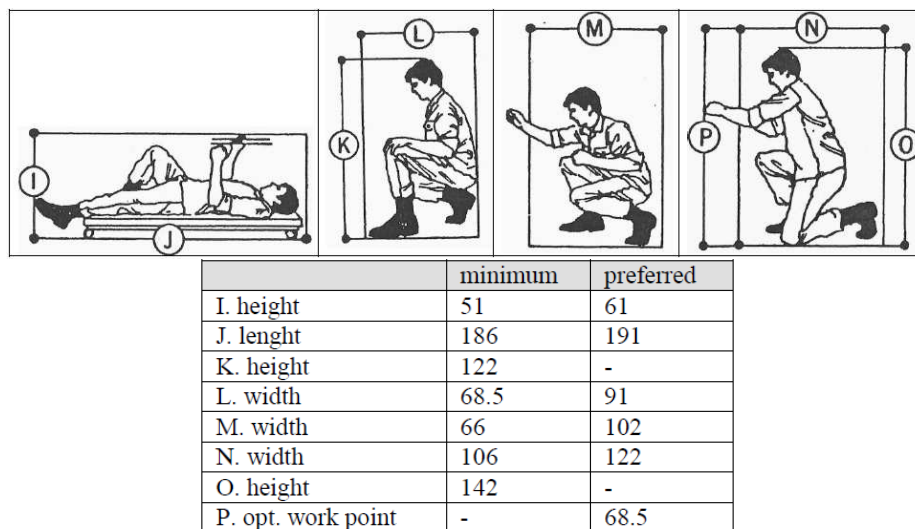 L
M
N
K
P
O
I
J
minimum preferred
I. height 51 61
J. lenght 186 191
K. height 122 -
L. width 68.5 91
M. width 66 102
N. width 106 122
O. height 142 -
P. opt. work point - 68.5